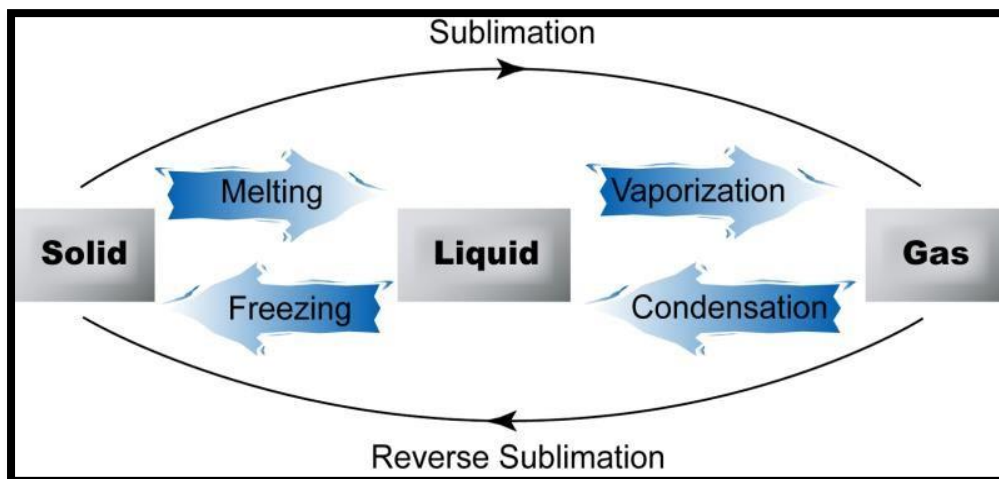 Sublimation
Melting
Vaporization
Solid
Liquid
Gas
Freezing
Condensation
Reverse Sublimation